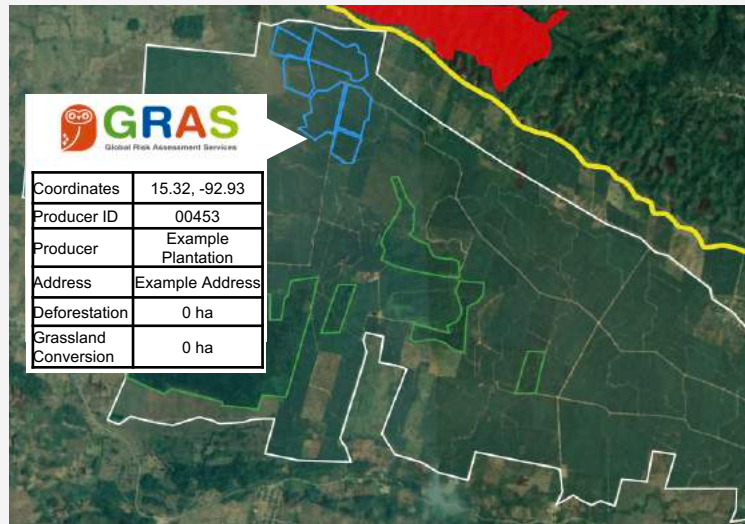 GRAS
Global Risk Assessment Services
Coordinates 15.32, -92.93
Producer ID 00453
Producer Example
Plantation
Address Example Address
Deforestation 0 ha
Grassland
Conversion 0 ha